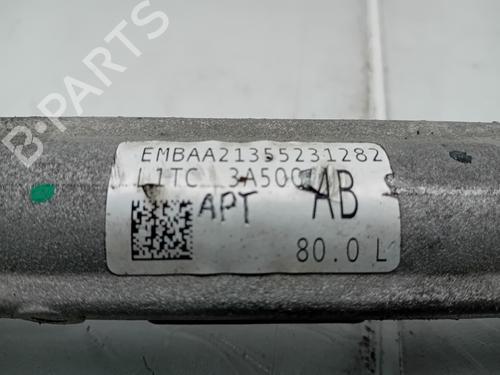 EMBAA21355231282
L1TC 3A500
APT AB
80.0 L
B-PARTS